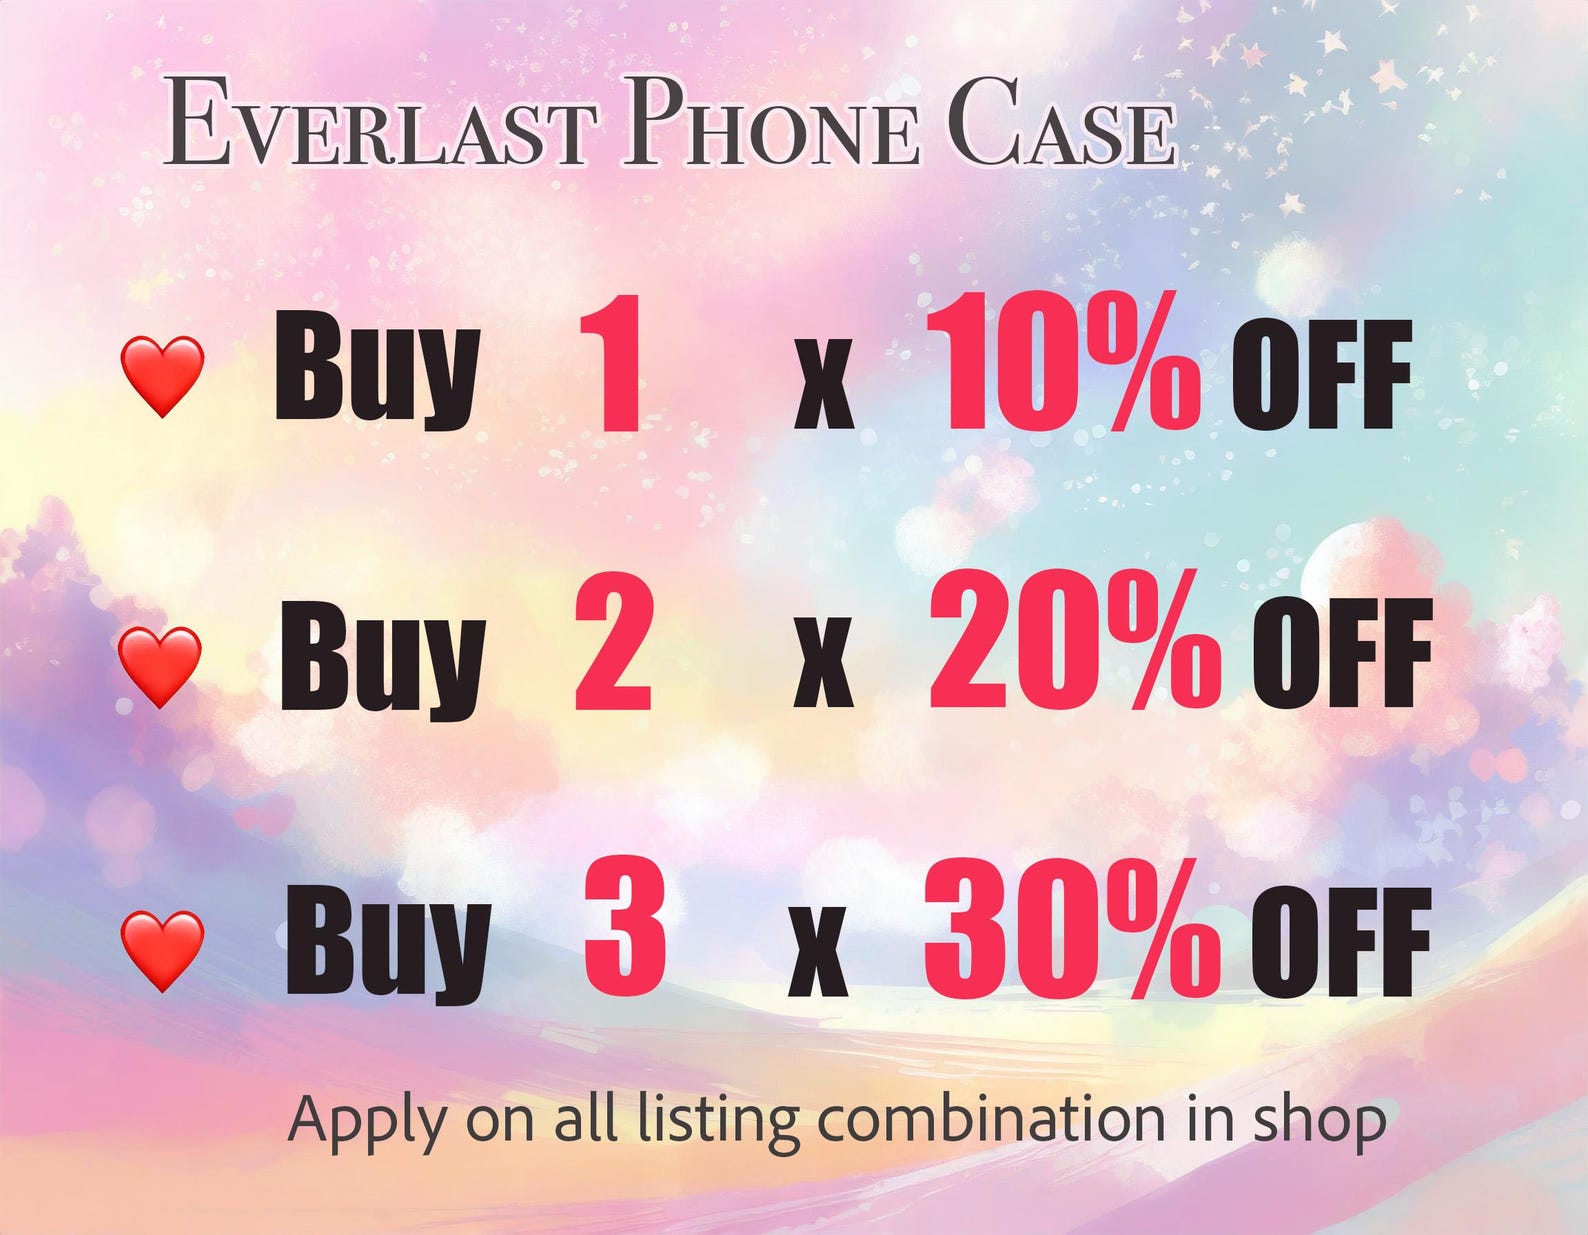 Everlast Phone Case
❤️ Buy 1 x 10% OFF
❤️ Buy 2 x 20% OFF
❤️ Buy 3 x 30% OFF
Apply on all listing combination in shop